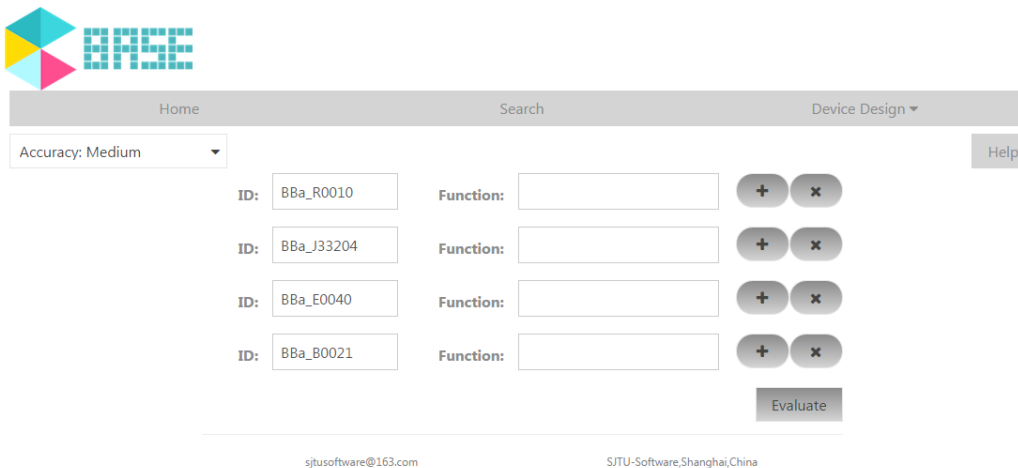 BASE
Home Search Device Design
Accuracy: Medium Help
ID: BBa_R0010 Function:
ID: BBa_J33204 Function:
ID: BBa_E0040 Function:
ID: BBa_B0021 Function:
Evaluate
sjtusoftware@163.com SJTU-Software,Shanghai,China